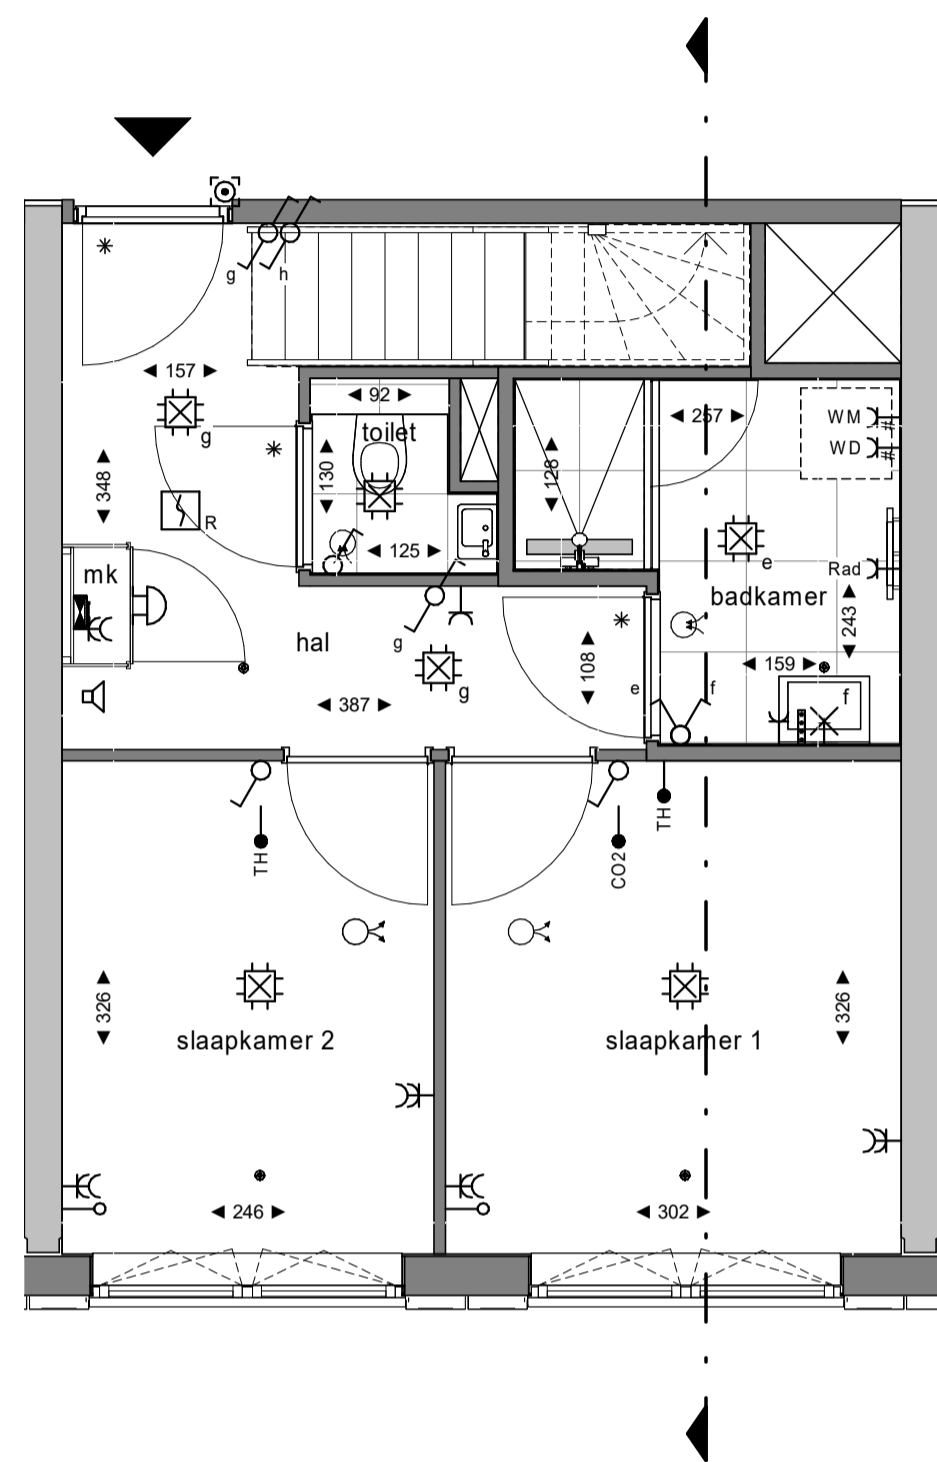 g
h
157
g
92
toilet
257
WM
WD
348
130
128
R
125
e
Rad
mk
badkamer
243
hal
g
108
159
g
e
f
f
387
TH
CO2
TH
326
326
slaapkamer 2
slaapkamer 1
246
302